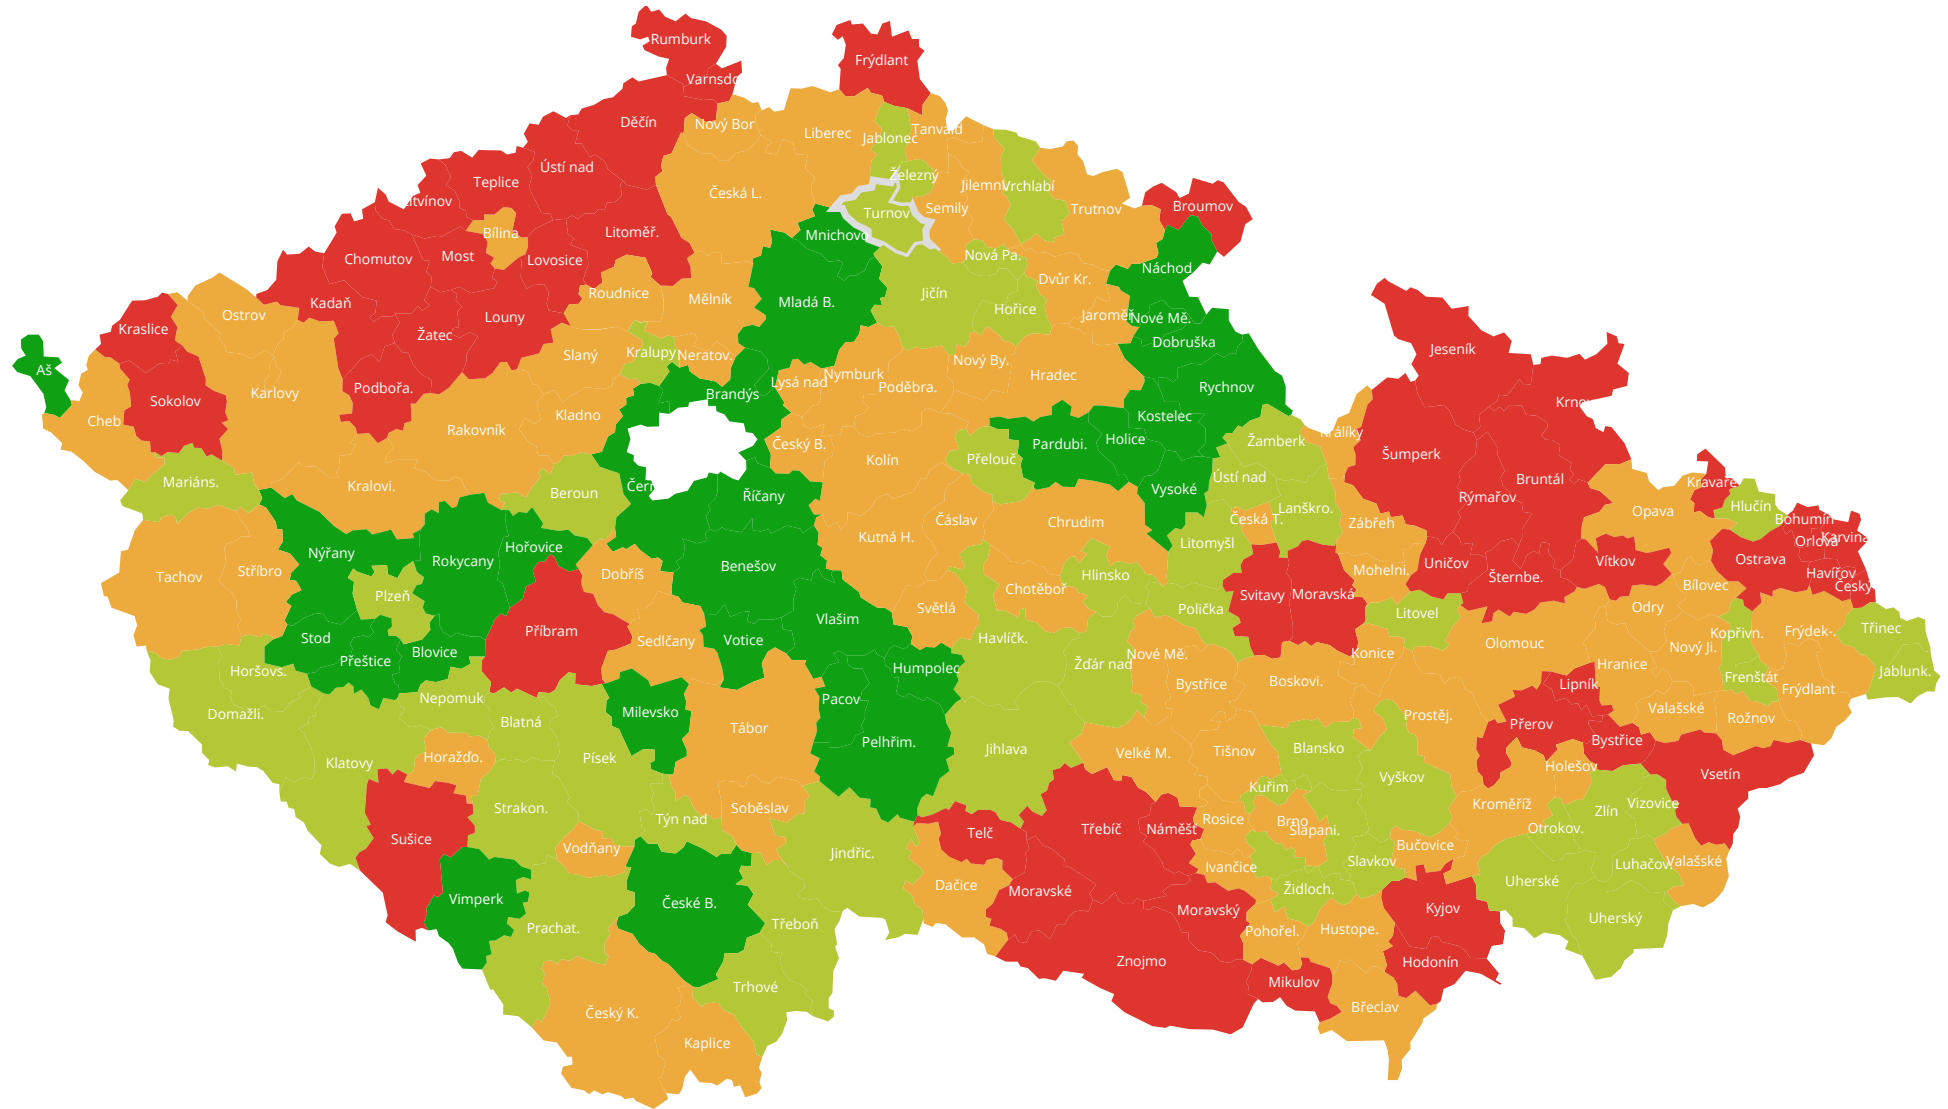 Rumburk
Varnsdo
Frýdlant
Děčín
Nový Bor
Liberec
Jablonec
Tanvald
Ústí nad
Teplice
Litvínov
Železný
Česká L.
Jilemni
Vrchlabí
Turnov
Semily
Trutnov
Broumov
Bílina
Litoměř.
Mnichovo
Chomutov
Most
Lovosice
Nová Pa.
Náchod
Dvůr Kr.
Roudnice
Mělník
Mladá B.
Jičín
Hořice
Kadaň
Ostrov
Louny
Jaroměř
Nové Mě.
Kraslice
Žatec
Dobruška
Slaný
Kralupy
Neratov.
Nový By.
Jeseník
Aš
Karlovy
Podbořa.
Lysá nad
Nymburk
Poděbra.
Hradec
Rychnov
Sokolov
Brandýs
Krnov
Cheb
Rakovník
Kladno
Kostelec
Český B.
Pardubi.
Holice
Žamberk
Králíky
Kolín
Přelouč
Šumperk
Mariáns.
Kralovi.
Beroun
Čern
Říčany
Vysoké
Ústí nad
Bruntál
Rýmařov
Kravaře
Hlučín
Lanškro.
Čáslav
Chrudim
Česká T.
Zábřeh
Opava
Bohumín
Kutná H.
Orlová
Karviná
Nýřany
Hořovice
Litomyšl
Rokycany
Benešov
Uničov
Vítkov
Ostrava
Tachov
Stříbro
Dobříš
Hlinsko
Mohelni.
Šternbe.
Havířov
Český
Plzeň
Chotěboř
Svitavy
Moravská
Bílovec
Světlá
Polička
Litovel
Odry
Vlašim
Příbram
Sedlčany
Votice
Havlíčk.
Olomouc
Kopřivn.
Frýdek-.
Třinec
Stod
Přeštice
Blovice
Nové Mě.
Konice
Nový Ji.
Žďár nad
Hranice
Horšovs.
Humpolec
Bystřice
Boskovi.
Lipník
Frenštát
Jablunk.
Nepomuk
Pacov
Frýdlant
Domažli.
Blatná
Milevsko
Tábor
Prostěj.
Přerov
Valašské
Rožnov
Pelhřim.
Bystřice
Jihlava
Velké M.
Tišnov
Blansko
Horažďo.
Písek
Klatovy
Holešov
Vsetín
Vyškov
Kuřim
Strakon.
Soběslav
Týn nad
Kroměříž
Zlín
Vizovice
Rosice
Brno
Šlapani.
Telč
Třebíč
Náměšť
Otrokov.
Sušice
Vodňany
Jindřic.
Bučovice
Slavkov
Luhačov.
Valašské
Ivančice
Dačice
Moravské
Židloch.
Uherské
Vimperk
České B.
Moravský
Kyjov
Uherský
Prachat.
Třeboň
Pohořel.
Hustope.
Znojmo
Hodonín
Mikulov
Trhové
Břeclav
Český K.
Kaplice